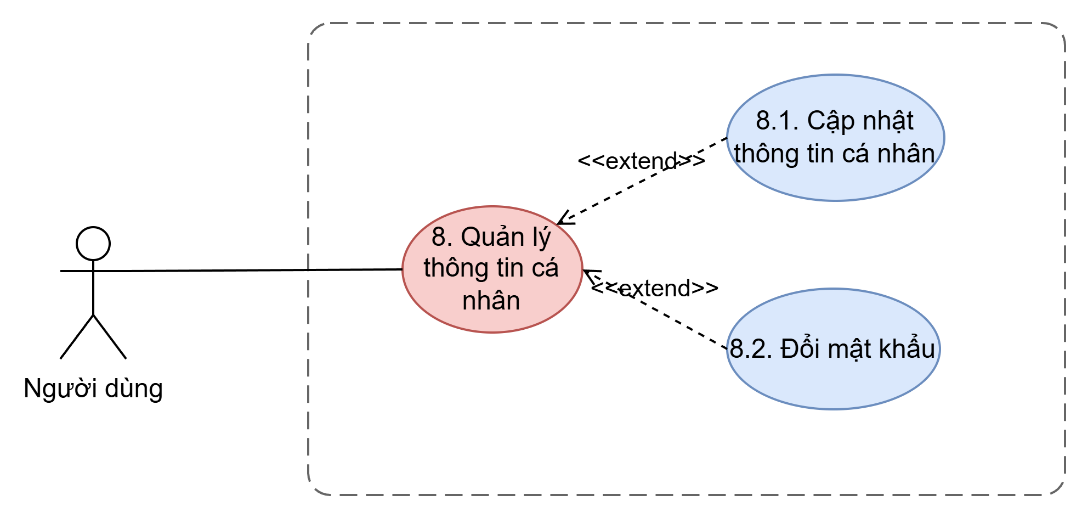 8.1. Cập nhật
thông tin cá nhân
<<extend>>
8. Quản lý
thông tin cá
nhân
<<extend>>
8.2. Đổi mật khẩu
Người dùng